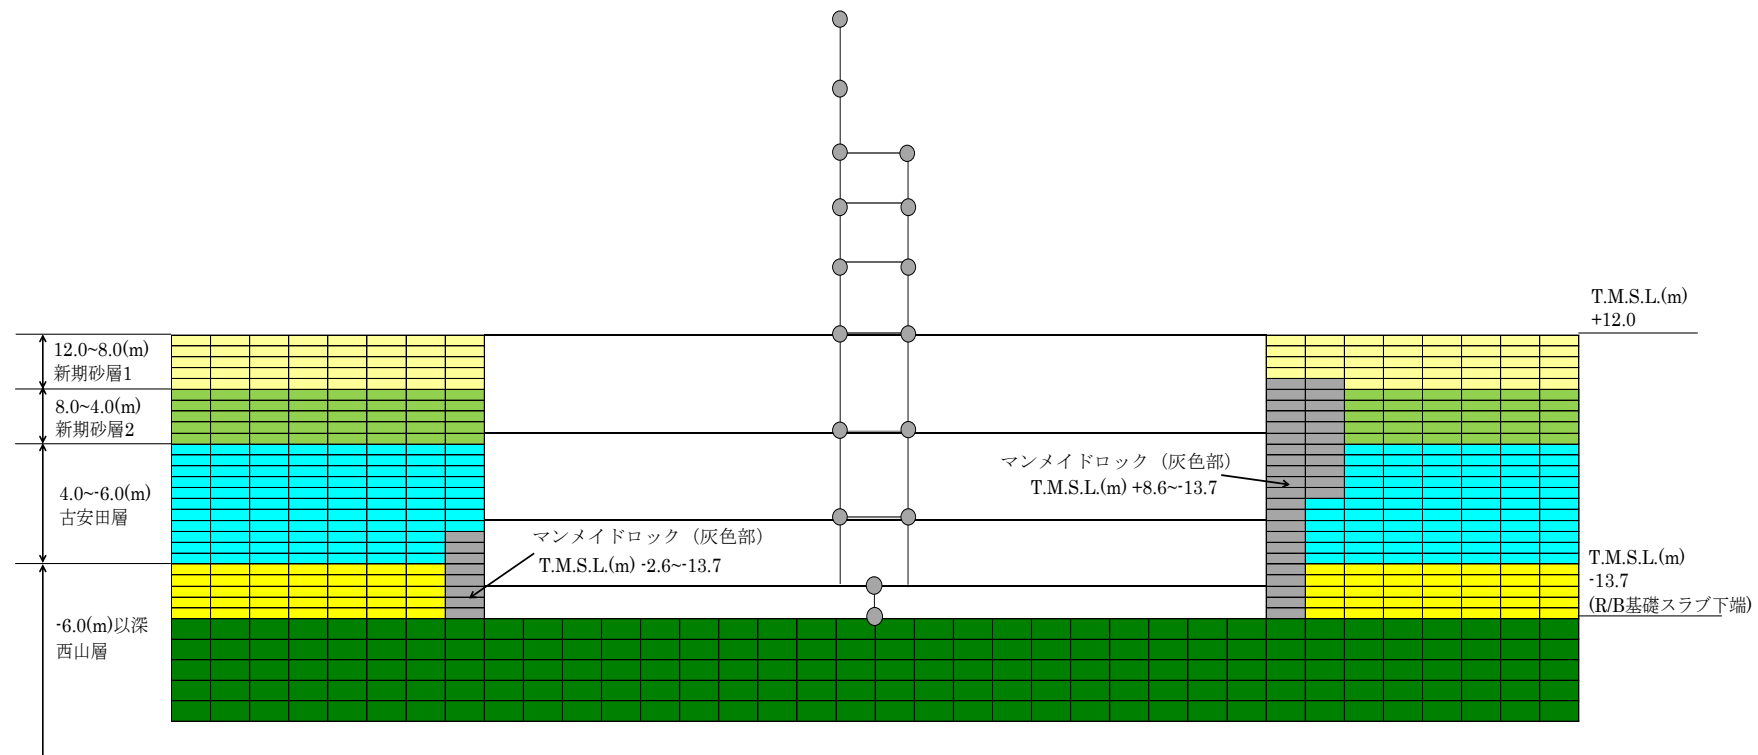 T.M.S.L.(m)
+12.0
12.0~8.0(m)
新期砂層1
8.0~4.0(m)
新期砂層2
マンメイドロック（灰色部）
T.M.S.L.(m) +8.6~-13.7
4.0~-6.0(m)
古安田層
マンメイドロック（灰色部）
T.M.S.L.(m) -2.6~-13.7
T.M.S.L.(m)
-13.7
(R/B基礎スラブ下端)
-6.0(m)以深
西山層